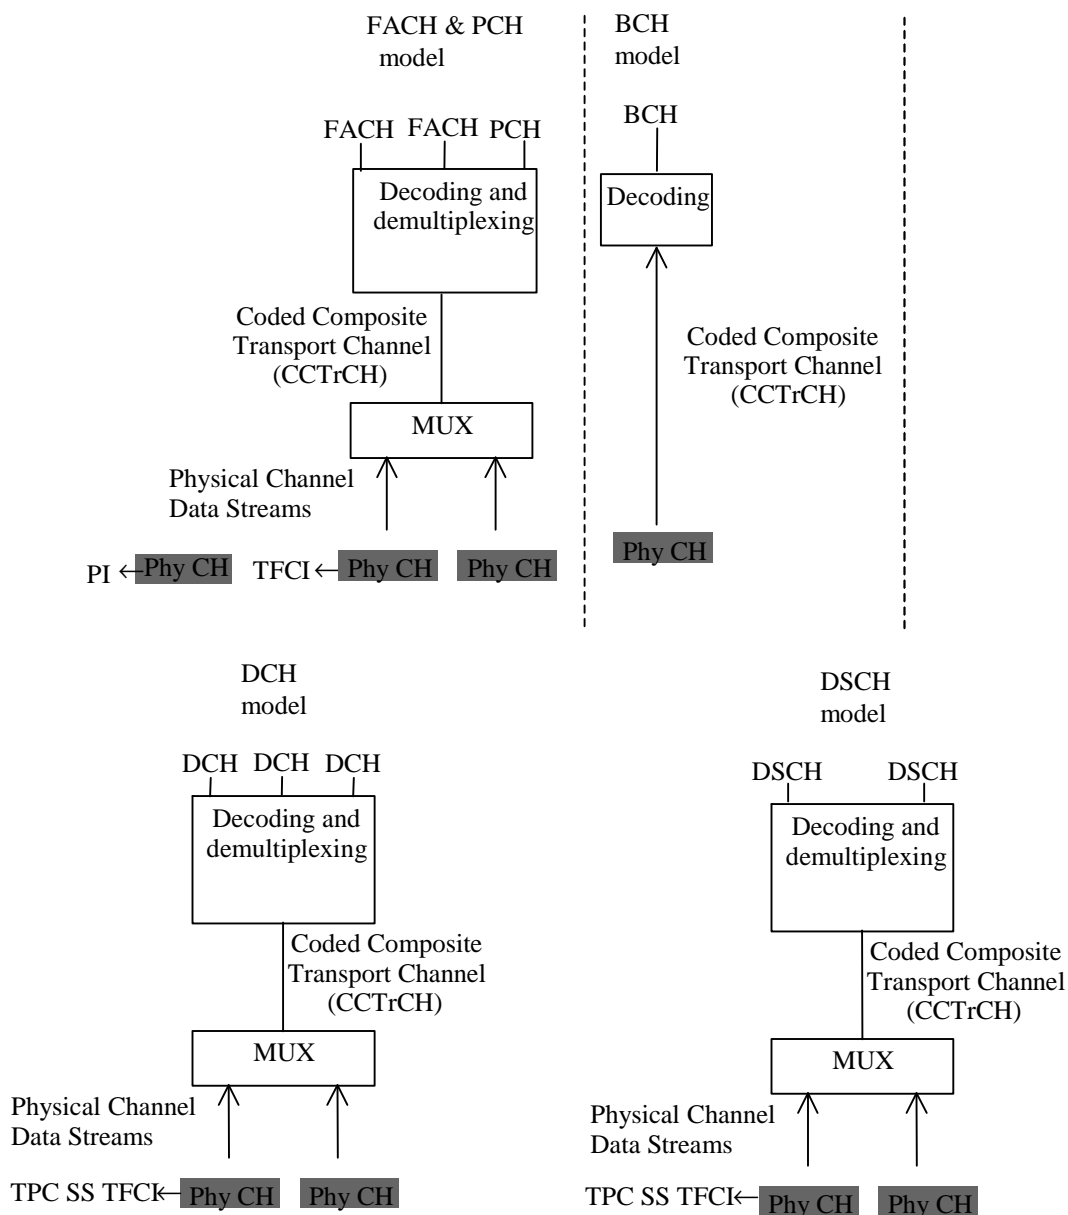 FACH & PCH
model
BCH
model
FACH FACH PCH
BCH
Decoding and
demultiplexing
Decoding
Coded Composite
Transport Channel
(CCTrCH)
Coded Composite
Transport Channel
(CCTrCH)
MUX
Physical Channel
Data Streams
Phy CH
PI Phy CH TFCI Phy CH Phy CH
DCH
model
DSCH
model
DCH DCH DCH
DSCH DSCH
Decoding and
demultiplexing
Decoding and
demultiplexing
Coded Composite
Transport Channel
(CCTrCH)
Coded Composite
Transport Channel
(CCTrCH)
MUX
MUX
Physical Channel
Data Streams
Physical Channel
Data Streams
TPC SS TFCI Phy CH Phy CH
TPC SS TFCI Phy CH Phy CH